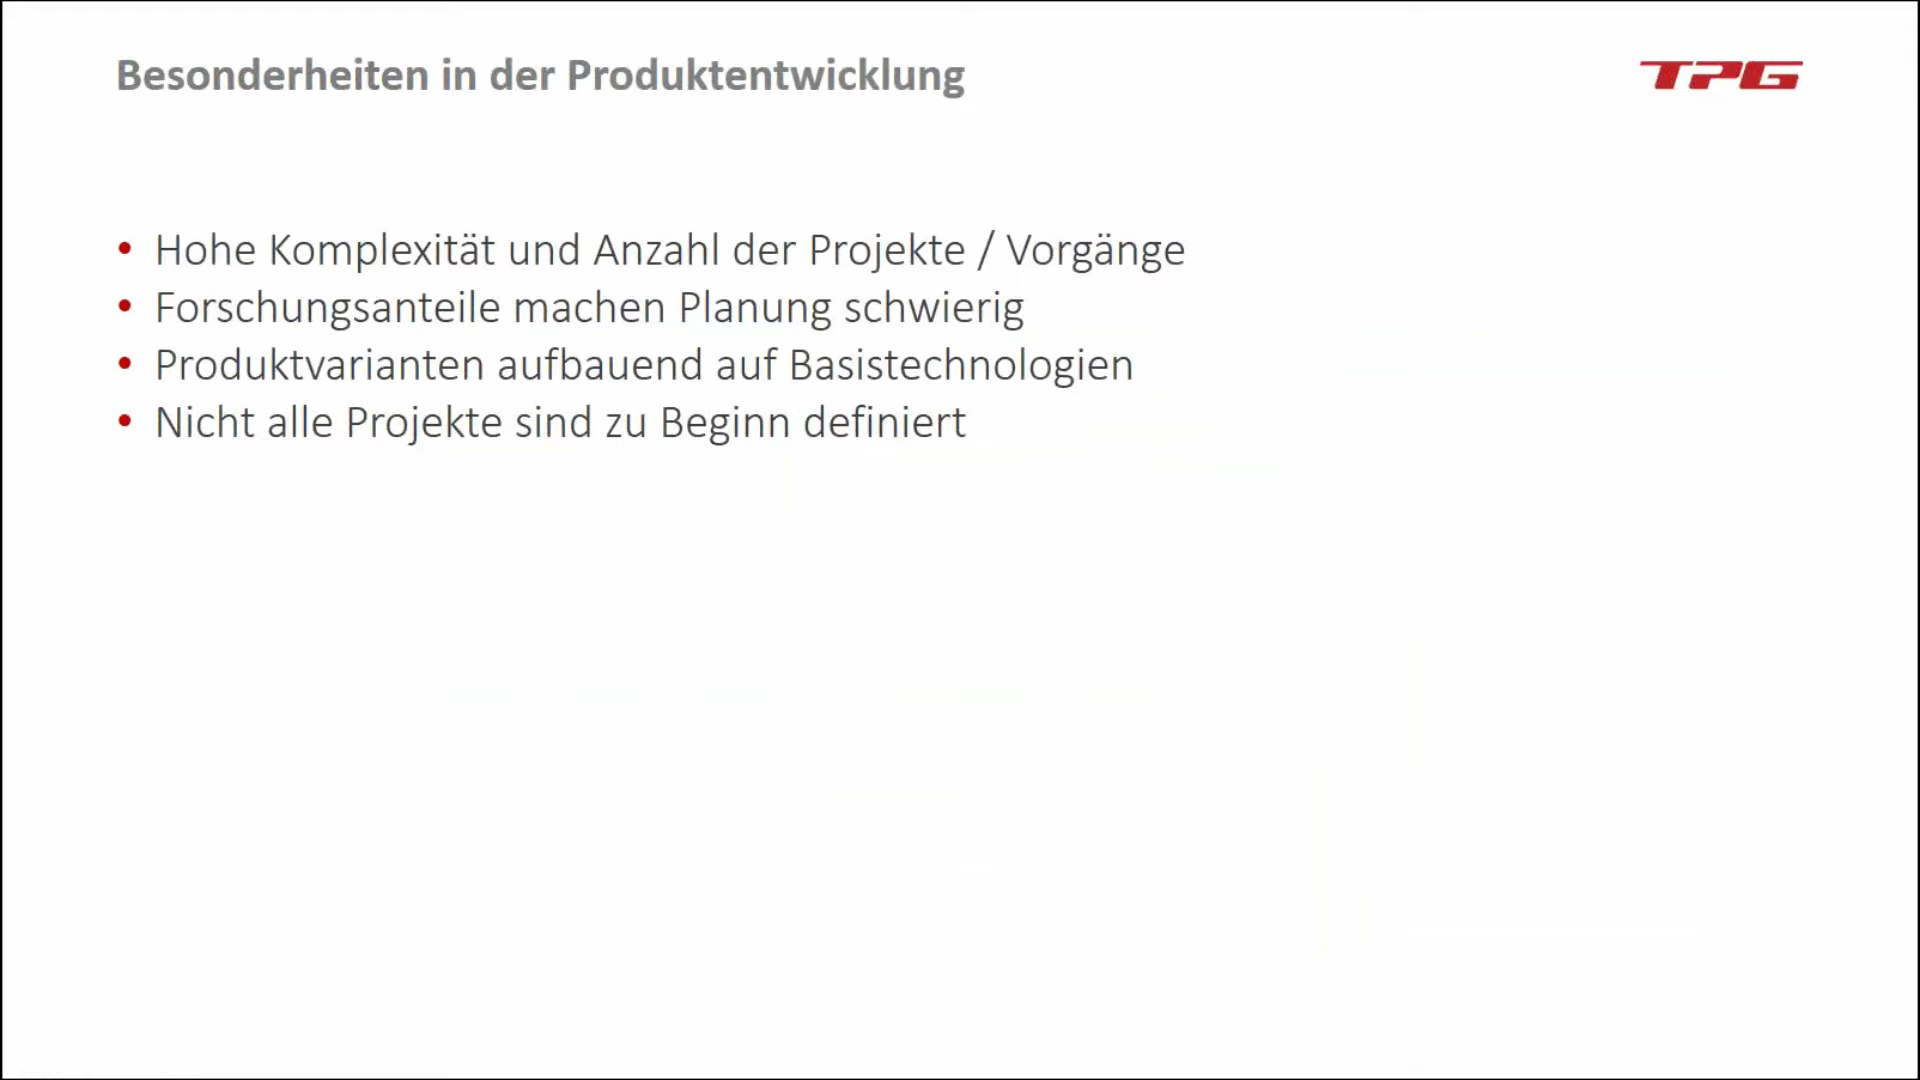 Besonderheiten in der Produktentwicklung
TPG
• Hohe Komplexität und Anzahl der Projekte / Vorgänge
• Forschungsanteile machen Planung schwierig
• Produktvarianten aufbauend auf Basistechnologien
• Nicht alle Projekte sind zu Beginn definiert